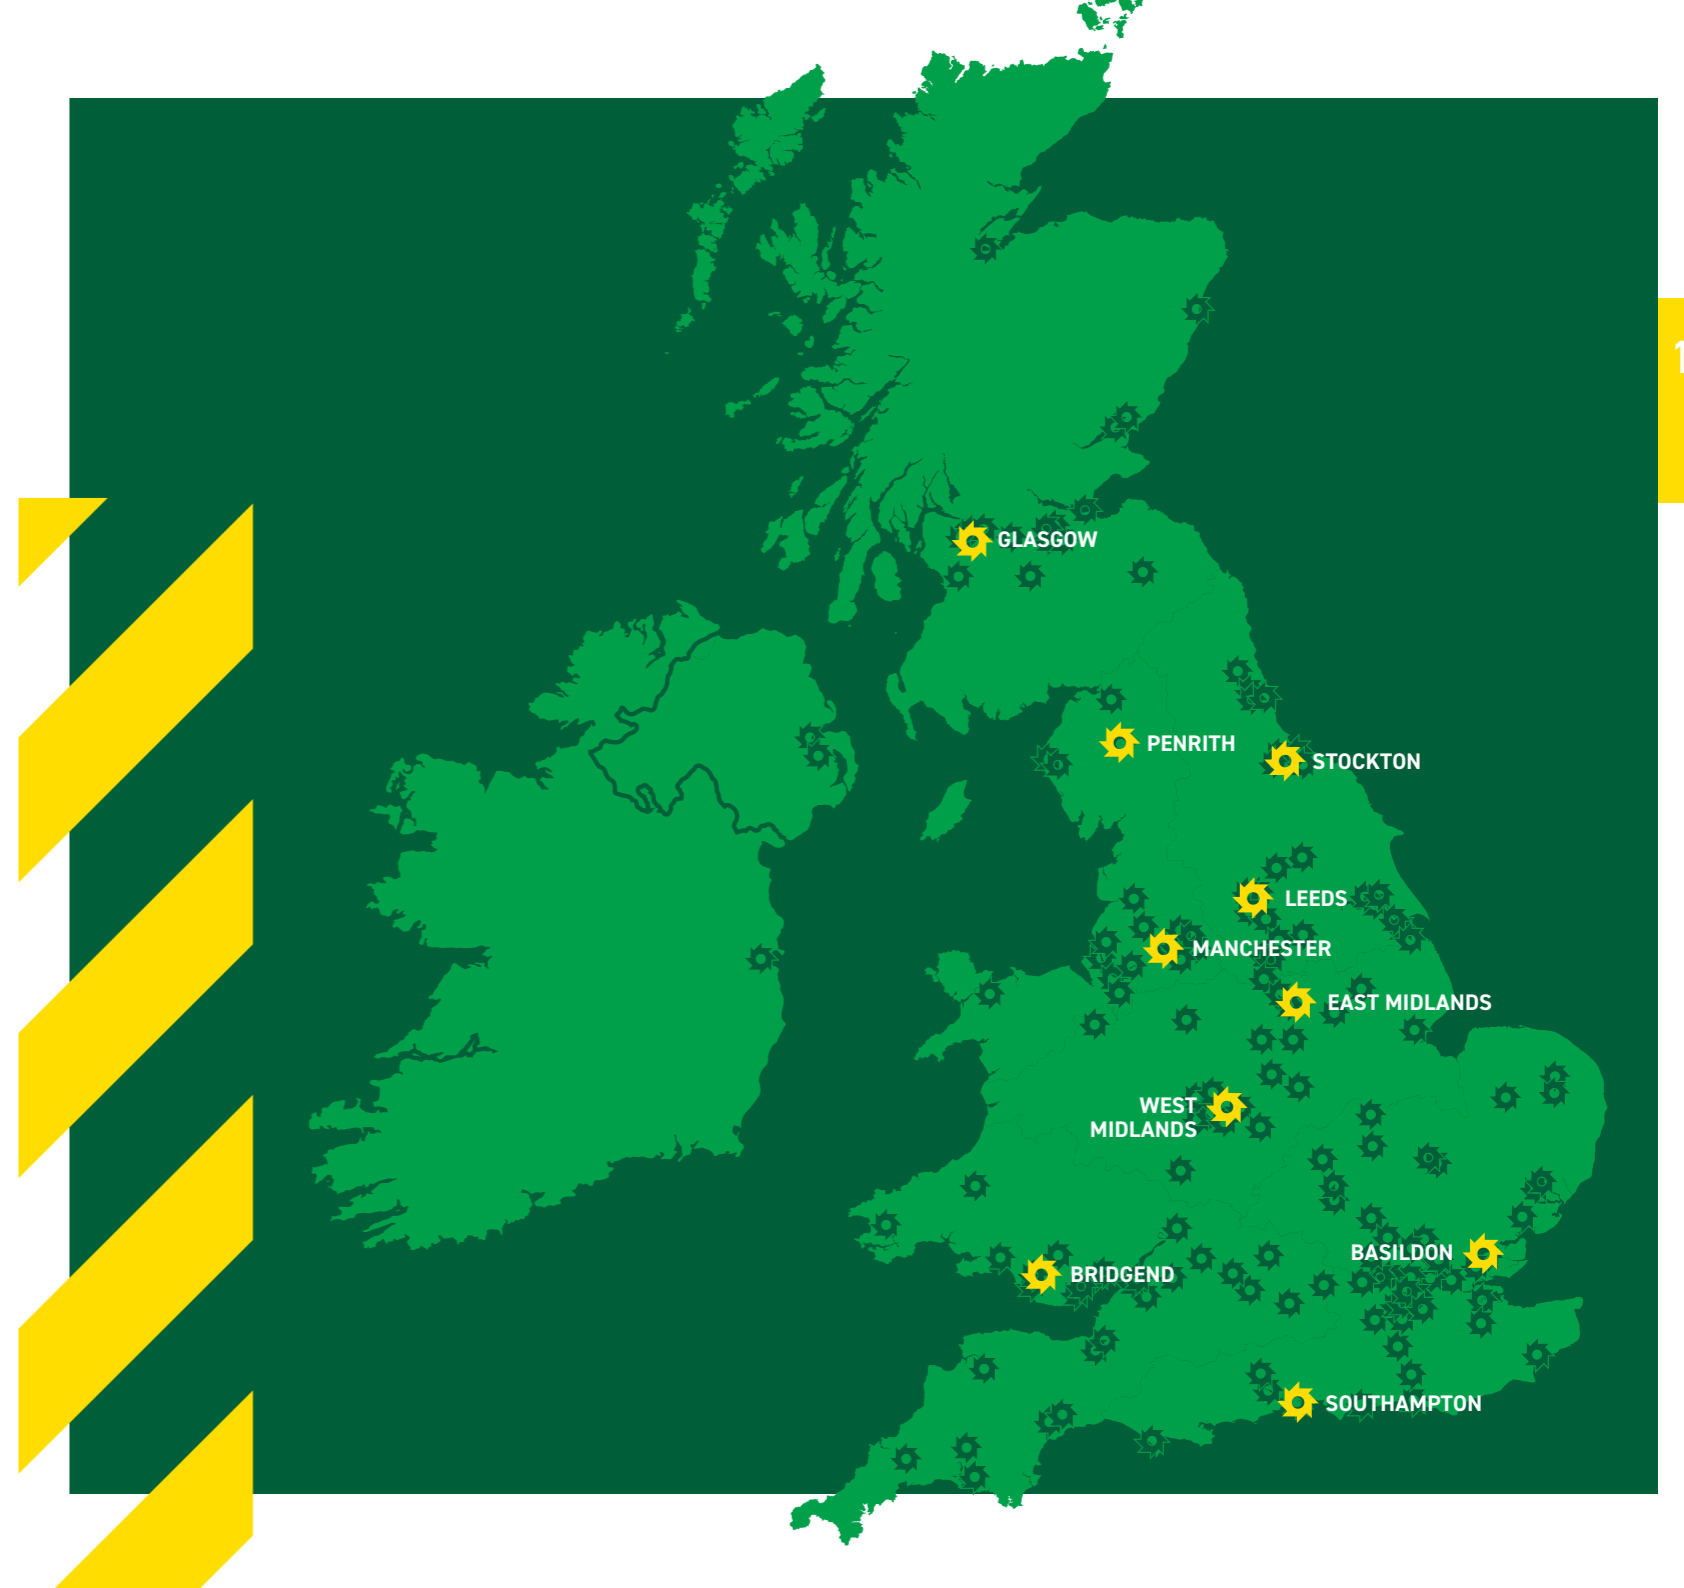 GLASGOW
PENRITH
STOCKTON
LEEDS
MANCHESTER
EAST MIDLANDS
WEST
MIDLANDS
BASILDON
BRIDGEND
SOUTHAMPTON